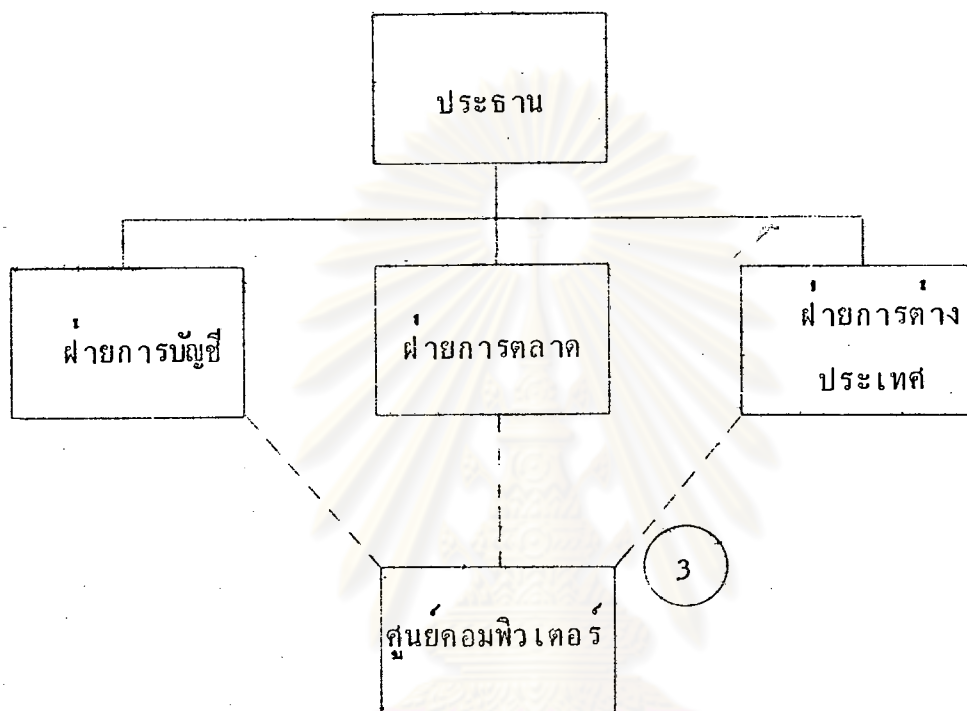 ประธาน
ฝ่ายการบัญชี
ฝ่ายการตลาด
ฝ่ายการต่าง
ประเทศ
3
ศูนย์คอมพิวเตอร์